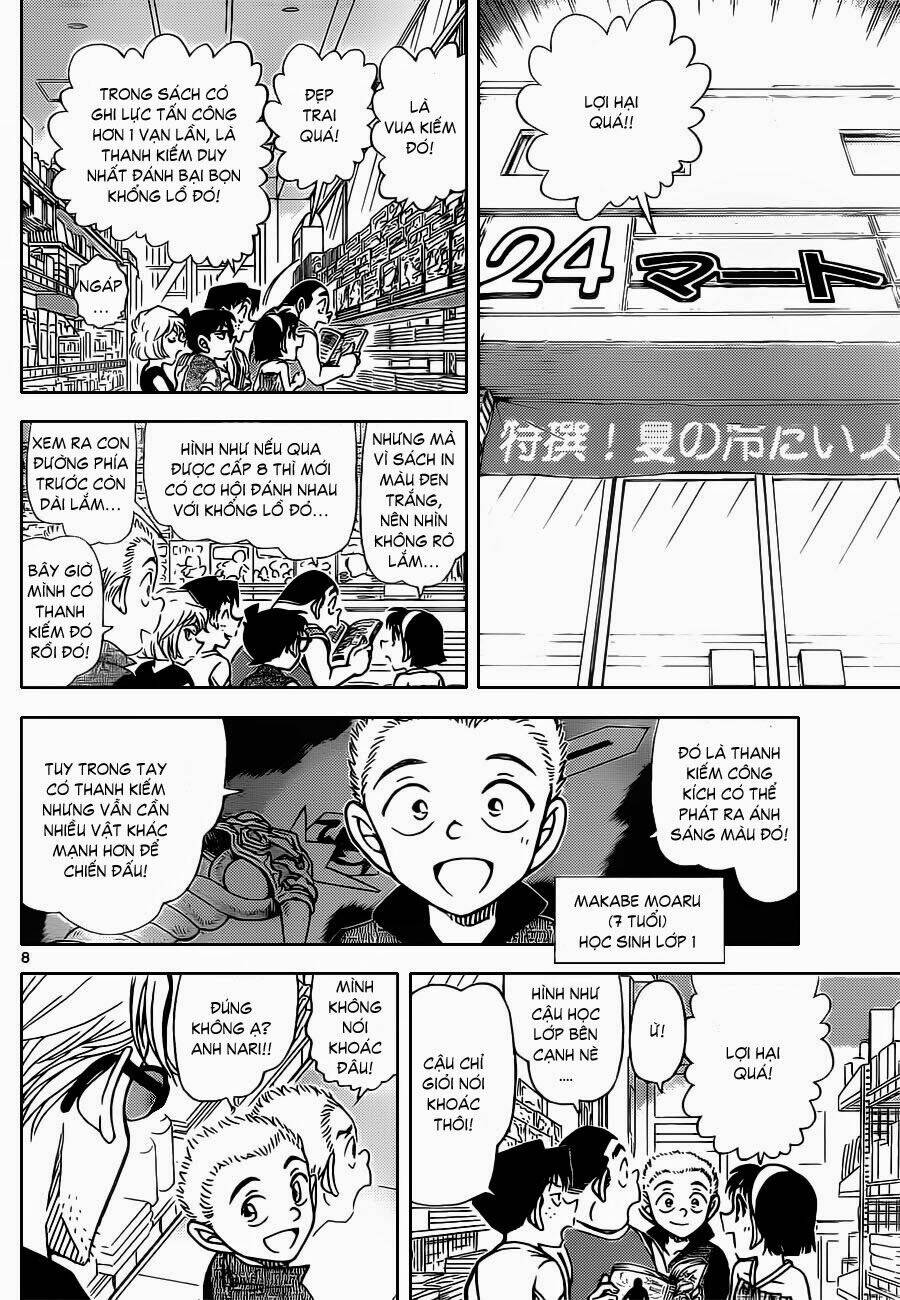 LỢI HẠI
QUÁ!!
24 マート
特撰！夏の冷たい人
LÀ
VUA KIẾM
ĐÓ!
ĐẸP
TRAI
QUÁ!
TRONG SÁCH CÓ
GHI LỰC TẤN CÔNG
HƠN 1 VẠN LẦN, LÀ
THANH KIẾM DUY
NHẤT ĐÁNH BẠI BỌN
KHỔNG LỒ ĐÓ!
NGÁP
...
NHƯNG MÀ
VÌ SÁCH IN
MÀU ĐEN
TRẮNG,
NÊN NHÌN
KHÔNG RÕ
LẮM...
HÌNH NHƯ NẾU QUA
ĐƯỢC CẤP 8 THÌ MỚI
CÓ CƠ HỘI ĐÁNH NHAU
VỚI KHỔNG LỒ ĐÓ...
XEM RA CON
ĐƯỜNG PHÍA
TRƯỚC CÒN
DÀI LẮM...
BÂY GIỜ
MÌNH CÓ
THANH
KIẾM ĐÓ
RỒI ĐÓ!
ĐÓ LÀ THANH
KIẾM CÔNG
KÍCH CÓ THỂ
PHÁT RA ÁNH
SÁNG MÀU ĐỎ!
TUY TRONG TAY
CÓ THANH KIẾM
NHƯNG VẪN CẦN
NHIỀU VẬT KHÁC
MẠNH HƠN ĐỂ
CHIẾN ĐẤU!
MAKABE MOARU
(7 TUỔI)
HỌC SINH LỚP 1
8
LỢI HẠI
QUÁ!
Ừ!
HÌNH NHƯ
CẬU HỌC
LỚP BÊN
CẠNH NÈ
....
CẬU CHỈ
GIỎI NÓI
KHOÁC
THÔI!
MÌNH
KHÔNG
NÓI
KHOÁC
ĐÂU!
ĐÚNG
KHÔNG Ạ?
ANH NARI!!